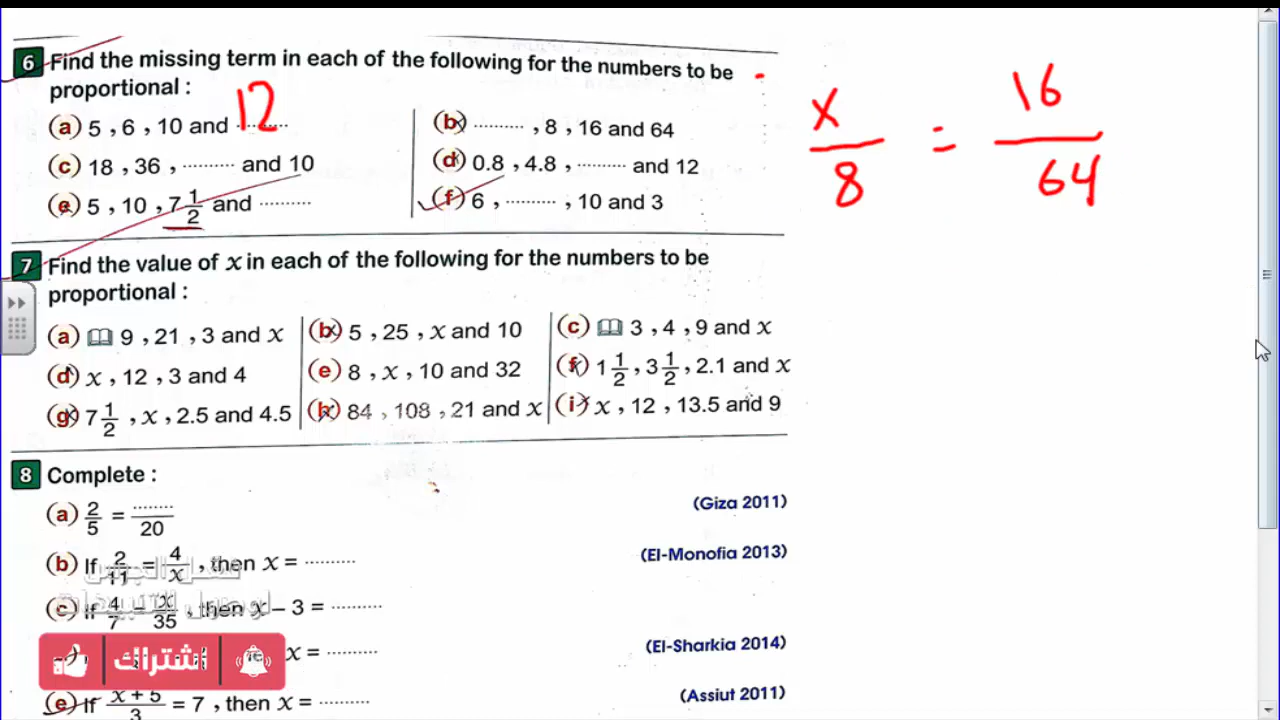 6 Find the missing term in each of the following for the numbers to be
proportional :
(a) 5 , 6 , 10 and ......... 12
(b) ......... , 8 , 16 and 64
(c) 18 , 36 , ......... and 10
(d) 0.8 , 4.8 , ......... and 12
(e) 5 , 10 , 7 1/2 and .........
(f) 6 , ......... , 10 and 3
x/8 = 16/64
7 Find the value of x in each of the following for the numbers to be
proportional :
(a) 9 , 21 , 3 and x
(b) 5 , 25 , x and 10
(c) 3 , 4 , 9 and x
(d) x , 12 , 3 and 4
(e) 8 , x , 10 and 32
(f) 1 1/2 , 3 1/2 , 2.1 and x
(g) 7 1/2 , x , 2.5 and 4.5
(h) 84 , 108 , 21 and x
(i) x , 12 , 13.5 and 9
8 Complete :
(a) 2/5 = ......../20 (Giza 2011)
(b) If 2/11 = 4/x , then x = ......... (El-Monofia 2013)
(c) If 4/7 = x/35 , then x – 3 = .........
x = ......... (El-Sharkia 2014)
اشتراك
(e) If x + 5/3 = 7 , then x = ......... (Assiut 2011)